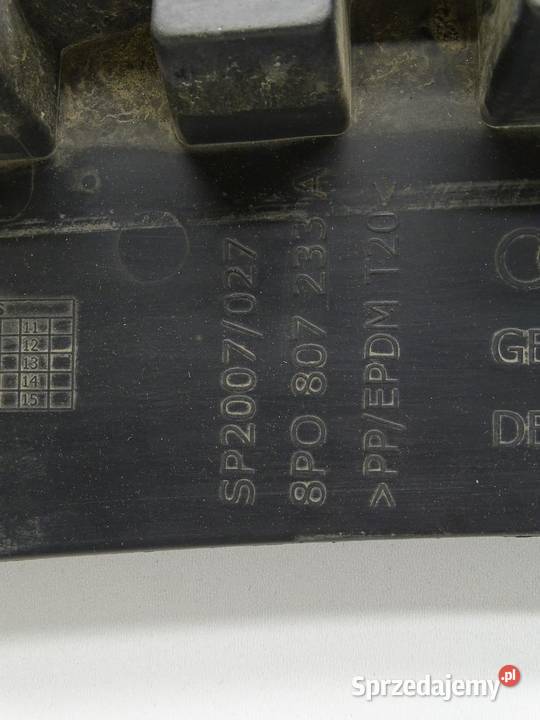 SP2007/027
8P0 807 233 A
>PP/EPDM T20<
11
12
13
14
15
GE
DE
Sprzedajemy.pl